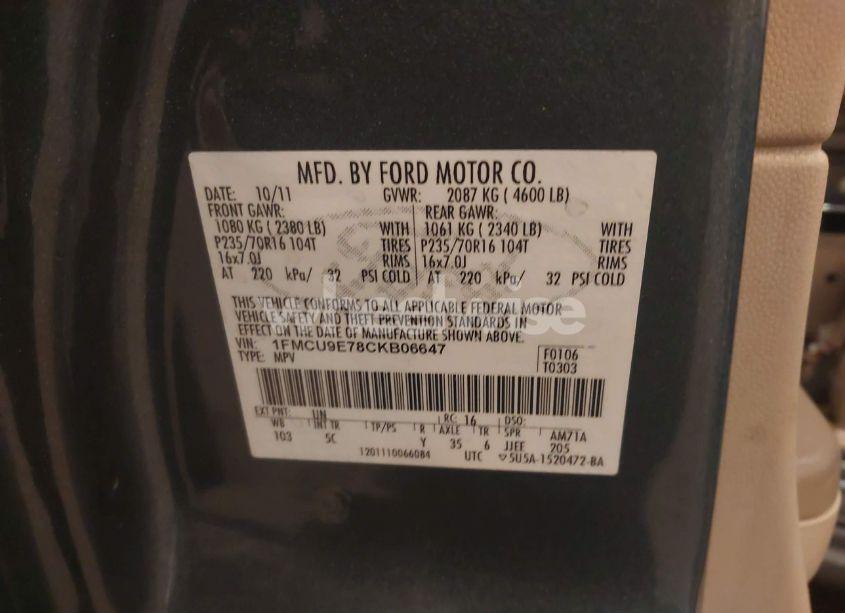 MFD. BY FORD MOTOR CO.
DATE: 10/11 GVWR: 2087 KG ( 4600 LB)
FRONT GAWR: REAR GAWR:
1080 KG ( 2380 LB) WITH 1061 KG ( 2340 LB) WITH
P235/70R16 104T TIRES P235/70R16 104T TIRES
16x7.0J RIMS 16x7.0J RIMS
AT 220 kPa/ 32 PSI COLD AT 220 kPa/ 32 PSI COLD
THIS VEHICLE CONFORMS TO ALL APPLICABLE FEDERAL MOTOR
VEHICLE SAFETY AND THEFT PREVENTION STANDARDS IN
EFFECT ON THE DATE OF MANUFACTURE SHOWN ABOVE.
VIN: 1FMCU9E78CKB06647 F0106
TYPE: MPV T0303
EXT PNT: UN RC: 16 DSO:
WB INT TR TP/PS R AXLE TR SPR AM71A
103 5C Y 35 6 JJEE 205
1201110066084 UTC ▽5U5A-1520472-BA